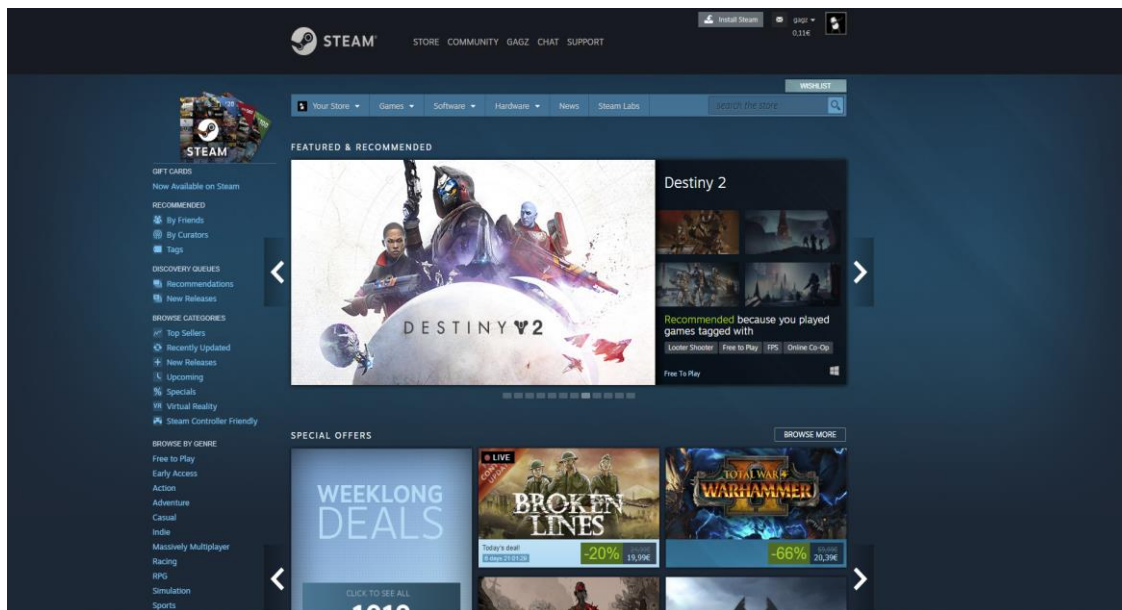 Install Steam
gagz
0,11€
STEAM
STORE COMMUNITY GAGZ CHAT SUPPORT
WISHLIST
Your Store Games Software Hardware News Steam Labs
search the store
STEAM
GIFT CARDS
Now Available on Steam
RECOMMENDED
By Friends
By Curators
Tags
DISCOVERY QUEUES
Recommendations
New Releases
BROWSE CATEGORIES
Top Sellers
Recently Updated
New Releases
Upcoming
Specials
VR Virtual Reality
Steam Controller Friendly
BROWSE BY GENRE
Free to Play
Early Access
Action
Adventure
Casual
Indie
Massively Multiplayer
Racing
RPG
Simulation
Sports
FEATURED & RECOMMENDED
DESTINY 2
Destiny 2
Recommended because you played
games tagged with
Looter Shooter Free to Play FPS Online Co-Op
Free To Play
SPECIAL OFFERS
BROWSE MORE
WEEKLONG
DEALS
CLICK TO SEE ALL
LIVE
BROKEN
LINES
Today's deal!
-20%
19,99€
TOTAL WAR
WARHAMMER
II
-66%
20,39€